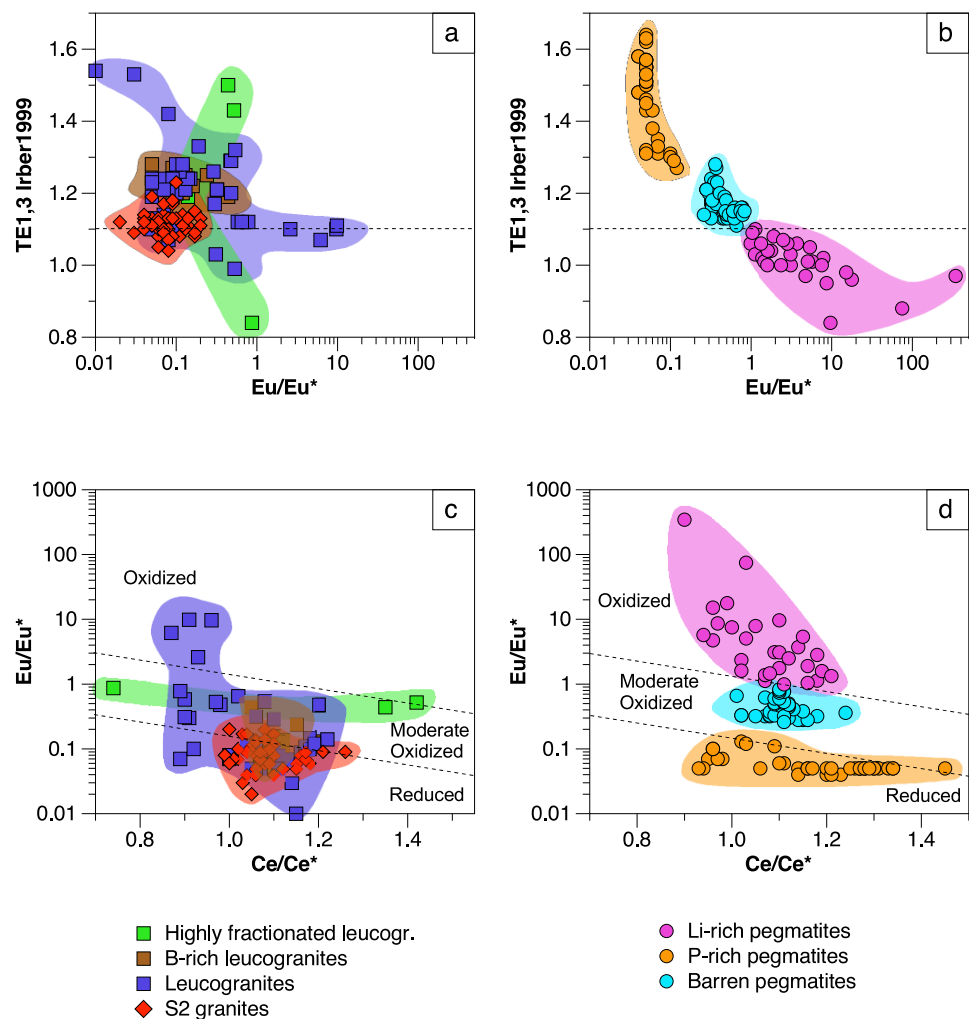 a
b
1.6
1.4
1.2
1.0
0.8
TE1,3 Irber1999
0.01
0.1
1
10
100
Eu/Eu*
1.6
1.4
1.2
1.0
0.8
TE1,3 Irber1999
0.01
0.1
1
10
100
Eu/Eu*
c
d
1000
100
10
1
0.1
0.01
Eu/Eu*
Oxidized
Moderate
Oxidized
Reduced
0.8
1.0
1.2
1.4
Ce/Ce*
1000
100
10
1
0.1
0.01
Eu/Eu*
Oxidized
Moderate
Oxidized
Reduced
0.8
1.0
1.2
1.4
Ce/Ce*
Highly fractionated leucogr.
B-rich leucogranites
Leucogranites
S2 granites
Li-rich pegmatites
P-rich pegmatites
Barren pegmatites